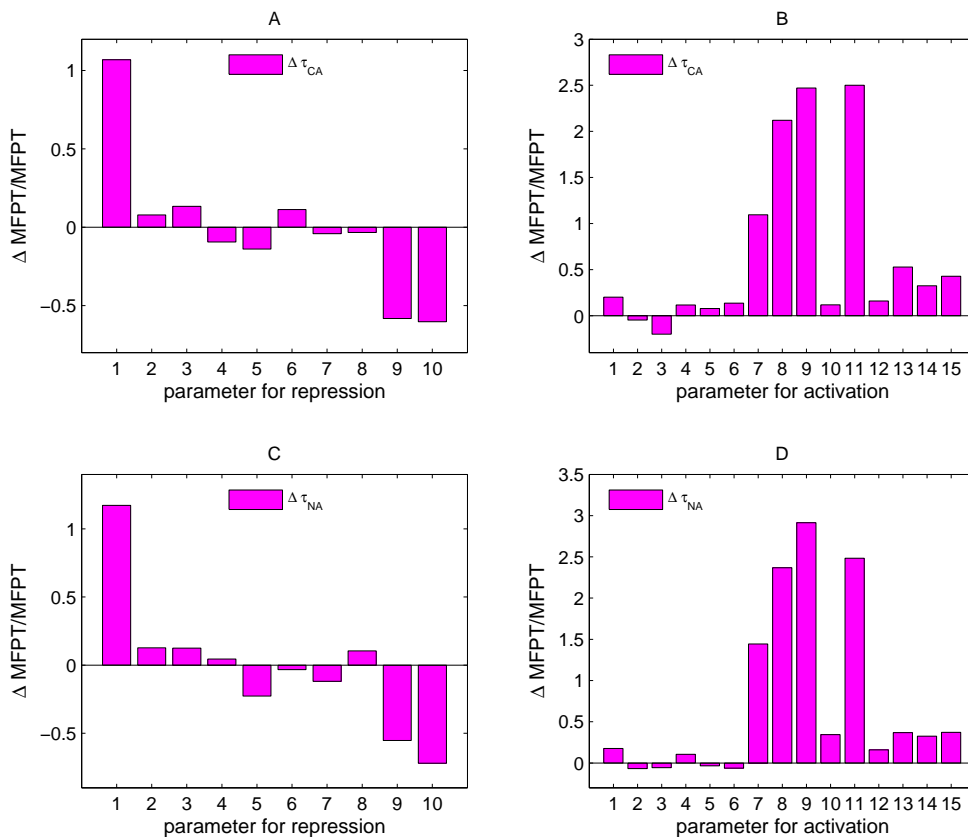 A
Δ τCA
1
0.5
0
−0.5
Δ MFPT/MFPT
1 2 3 4 5 6 7 8 9 10
parameter for repression
B
Δ τCA
3
2.5
2
1.5
1
0.5
0
Δ MFPT/MFPT
1 2 3 4 5 6 7 8 9 10 11 12 13 14 15
parameter for activation
C
Δ τNA
1
0.5
0
−0.5
Δ MFPT/MFPT
1 2 3 4 5 6 7 8 9 10
parameter for repression
D
Δ τNA
3.5
3
2.5
2
1.5
1
0.5
0
Δ MFPT/MFPT
1 2 3 4 5 6 7 8 9 10 11 12 13 14 15
parameter for activation